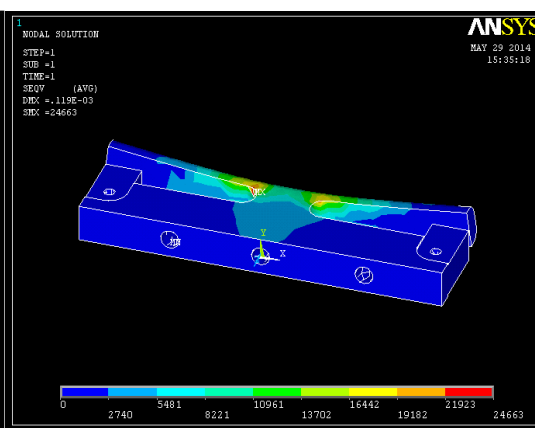 1
NODAL SOLUTION
STEP=1
SUB =1
TIME=1
SEQV (AVG)
DMX =.119E-03
SMX =24663
ANSYS
MAY 29 2014
15:35:18
MX
MN
Y
X
0 5481 10961 16442 21923
2740 8221 13702 19182 24663